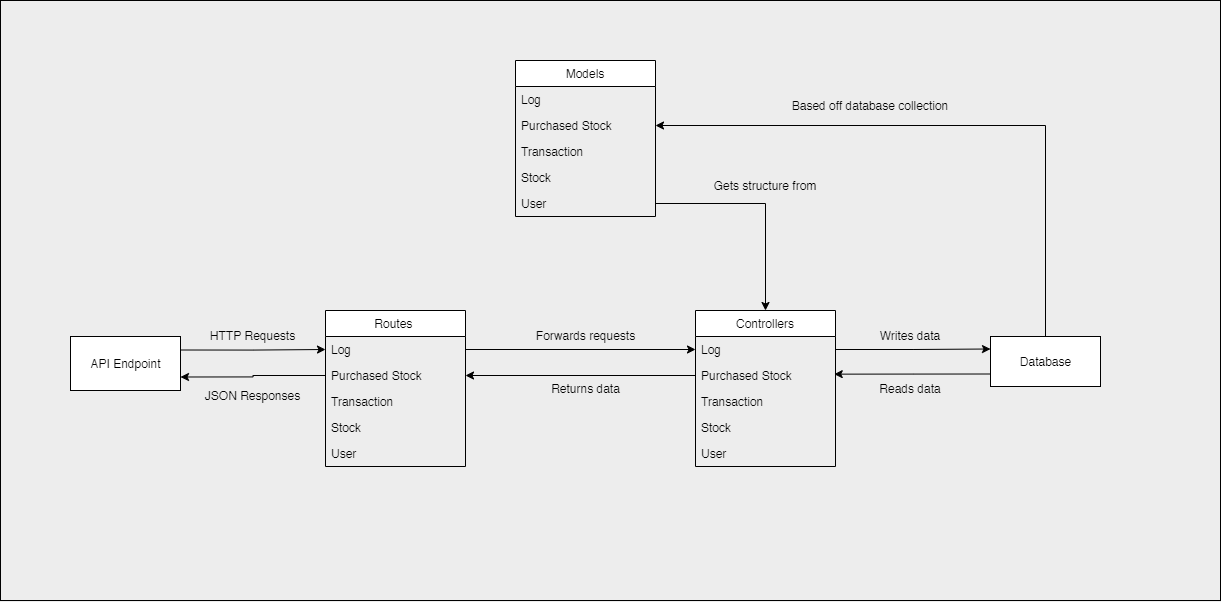 Models
Log
Purchased Stock
Transaction
Stock
User
Based off database collection
Gets structure from
API Endpoint
HTTP Requests
JSON Responses
Routes
Log
Purchased Stock
Transaction
Stock
User
Forwards requests
Returns data
Controllers
Log
Purchased Stock
Transaction
Stock
User
Writes data
Reads data
Database